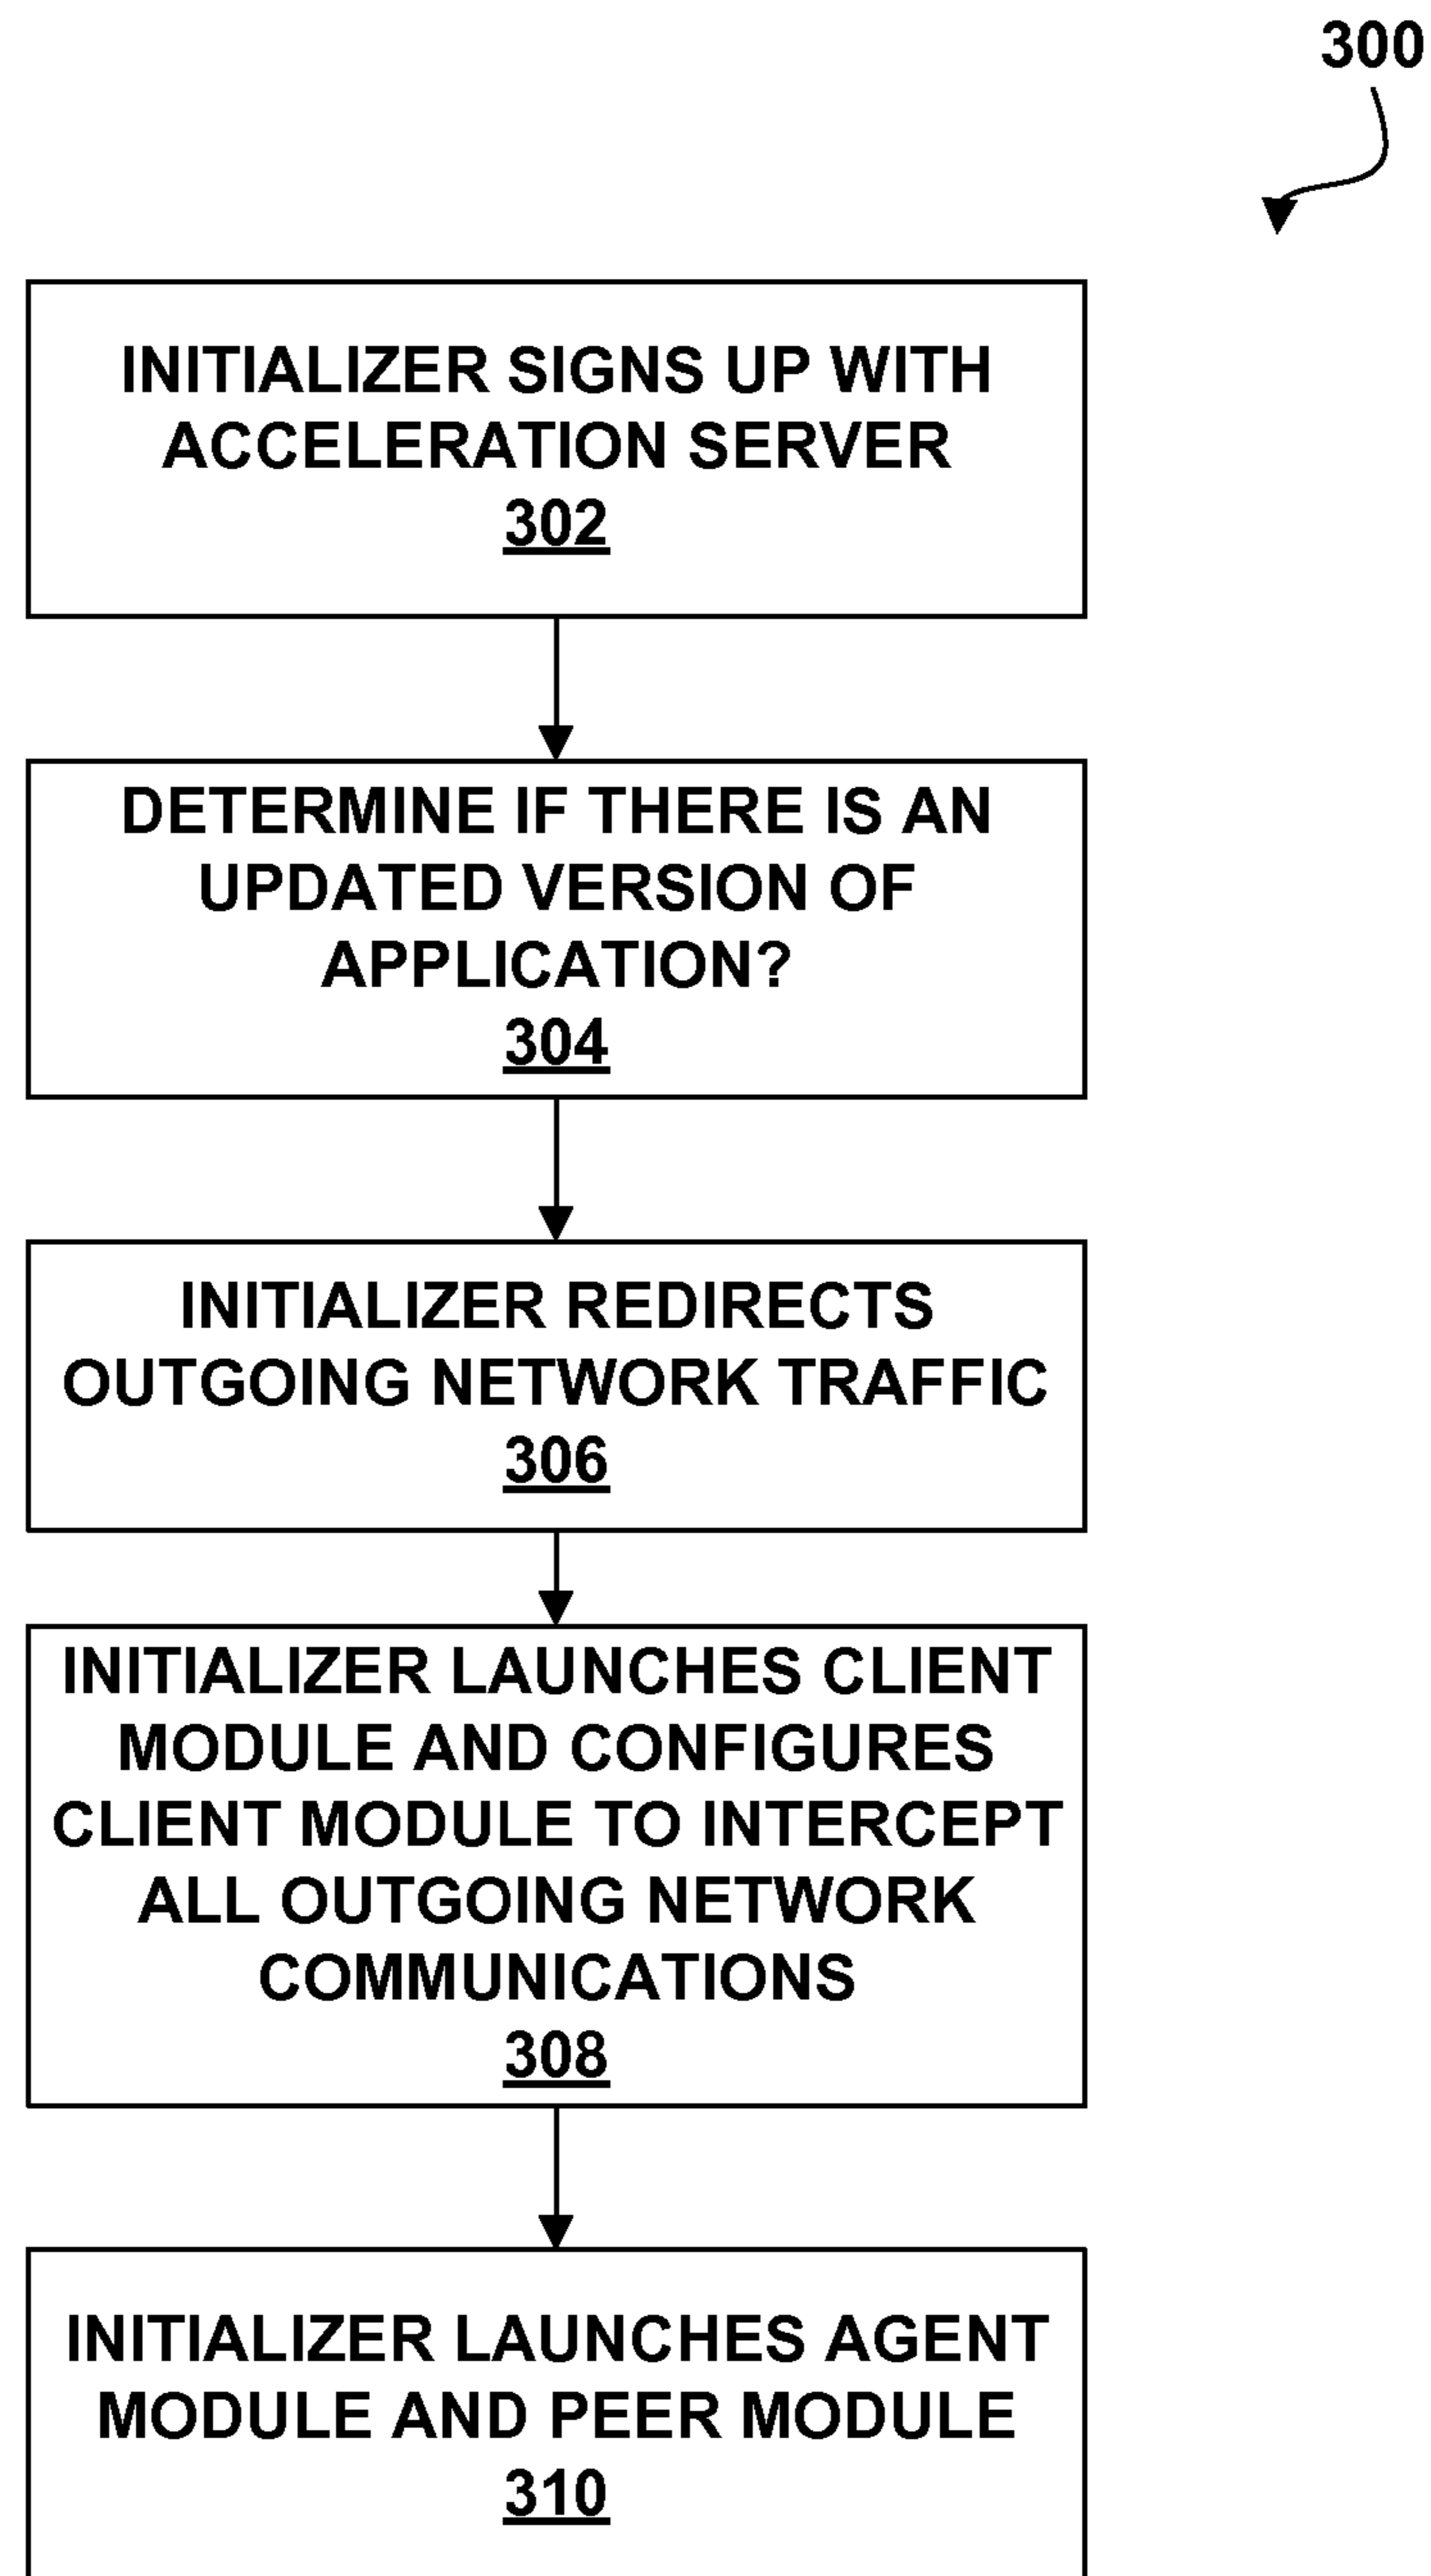 300
INITIALIZER SIGNS UP WITH
ACCELERATION SERVER
302
DETERMINE IF THERE IS AN
UPDATED VERSION OF
APPLICATION?
304
INITIALIZER REDIRECTS
OUTGOING NETWORK TRAFFIC
306
INITIALIZER LAUNCHES CLIENT
MODULE AND CONFIGURES
CLIENT MODULE TO INTERCEPT
ALL OUTGOING NETWORK
COMMUNICATIONS
308
INITIALIZER LAUNCHES AGENT
MODULE AND PEER MODULE
310